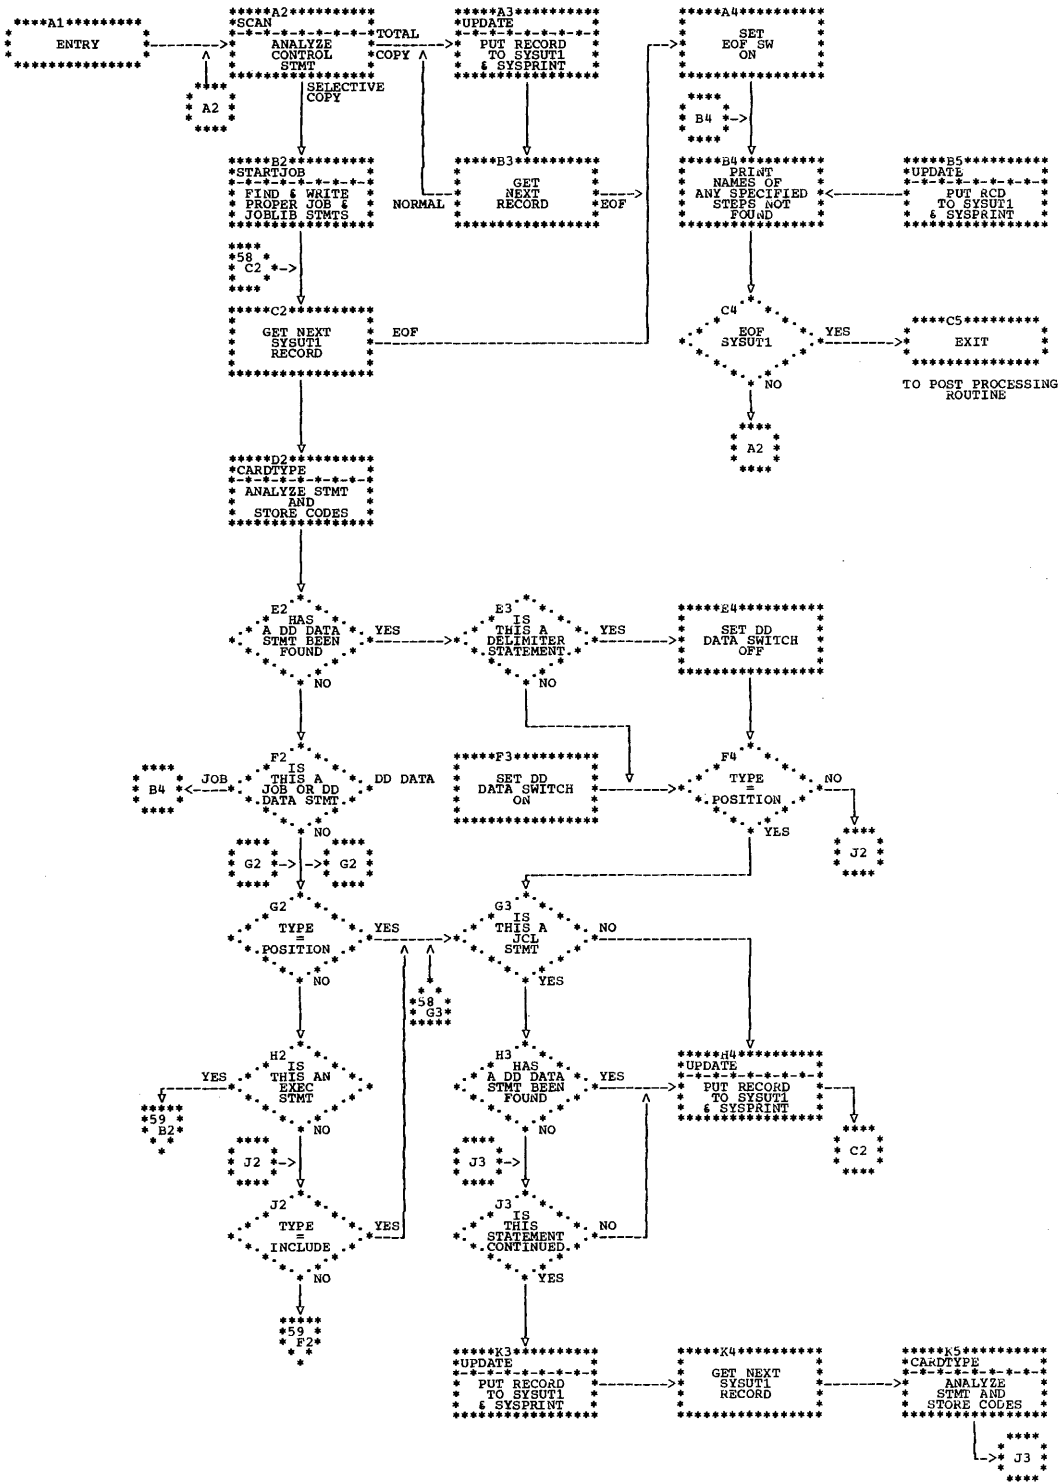 A1
ENTRY
A2
SCAN
ANALYZE
CONTROL
STMT
TOTAL
COPY
SELECTIVE
COPY
A2
A3
UPDATE
PUT RECORD
TO SYSUT1
& SYSPRINT
A4
SET
EOF SW
ON
B4
B2
STARTJOB
FIND & WRITE
PROPER JOB &
JOBLIB STMTS
B3
GET
NEXT
RECORD
NORMAL
EOF
B4
PRINT
NAMES OF
ANY SPECIFIED
STEPS NOT
FOUND
B5
UPDATE
PUT RCD
TO SYSUT1
& SYSPRINT
58
C2
C2
GET NEXT
SYSUT1
RECORD
EOF
C4
EOF
SYSUT1
YES
NO
C5
EXIT
TO POST PROCESSING
ROUTINE
A2
D2
CARDTYPE
ANALYZE STMT
AND
STORE CODES
E2
HAS
A DD DATA
STMT BEEN
FOUND
YES
NO
E3
IS
THIS A
DELIMITER
STATEMENT
YES
NO
E4
SET DD
DATA SWITCH
OFF
F2
IS
THIS A
JOB OR DD
DATA STMT
JOB
B4
DD DATA
NO
F3
SET DD
DATA SWITCH
ON
F4
TYPE
=
POSITION
NO
YES
J2
G2
G2
G2
TYPE
=
POSITION
YES
NO
58
G3
G3
IS
THIS A
JCL
STMT
NO
YES
H2
IS
THIS AN
EXEC
STMT
YES
NO
59
B2
H3
HAS
A DD DATA
STMT BEEN
FOUND
YES
NO
H4
UPDATE
PUT RECORD
TO SYSUT1
& SYSPRINT
C2
J2
J2
TYPE
=
INCLUDE
YES
NO
59
F2
J3
J3
IS
THIS
STATEMENT
CONTINUED
NO
YES
K3
UPDATE
PUT RECORD
TO SYSUT1
& SYSPRINT
K4
GET NEXT
SYSUT1
RECORD
K5
CARDTYPE
ANALYZE
STMT AND
STORE CODES
J3